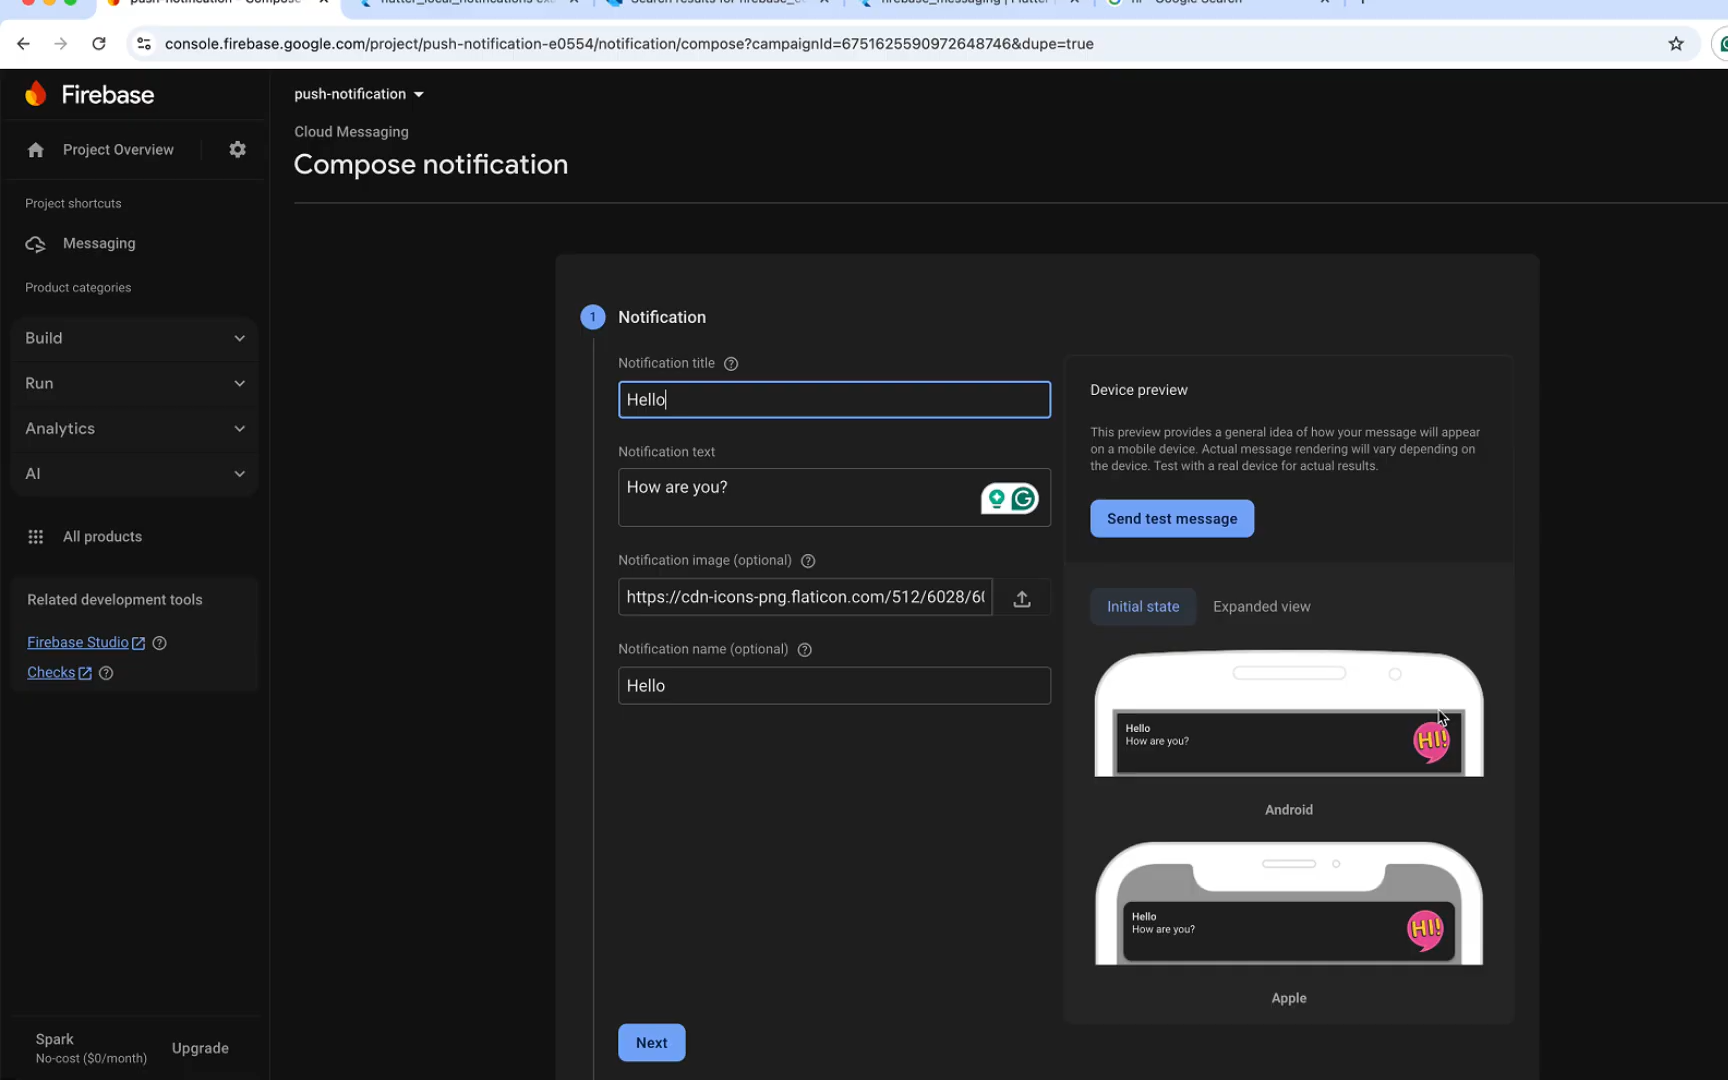 console.firebase.google.com/project/push-notification-e0554/notification/compose?campaignId=6751625590972648746&dupe=true
Firebase
Project Overview
Project shortcuts
Messaging
Product categories
Build
Run
Analytics
AI
All products
Related development tools
Firebase Studio
Checks
Spark
No-cost ($0/month)
Upgrade
push-notification
Cloud Messaging
Compose notification
1
Notification
Notification title
Hello
Notification text
How are you?
Notification image (optional)
https://cdn-icons-png.flaticon.com/512/6028/6
Notification name (optional)
Hello
Next
Device preview
This preview provides a general idea of how your message will appear
on a mobile device. Actual message rendering will vary depending on
the device. Test with a real device for actual results.
Send test message
Initial state
Expanded view
Hello
How are you?
HI!
Android
Hello
How are you?
HI!
Apple